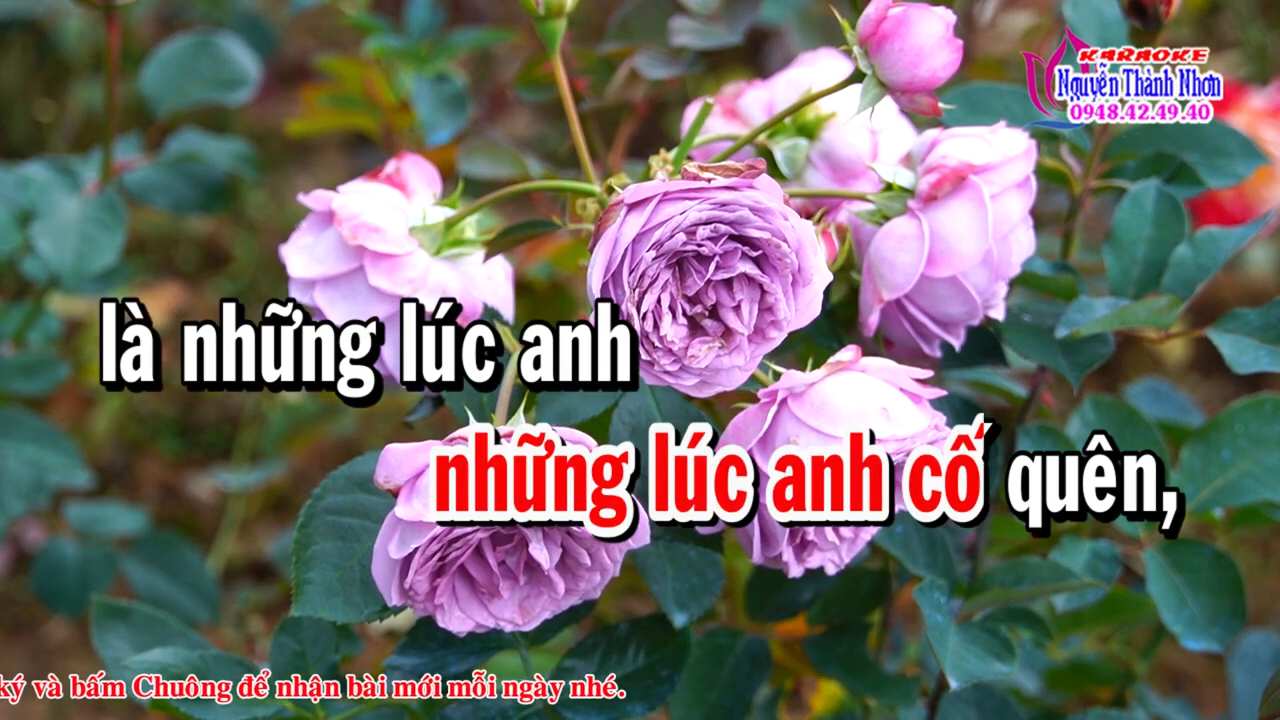 KARAOKE
Nguyễn Thành Nhơn
0948.42.49.40
là những lúc anh
những lúc anh cố quên,
ký và bấm Chuông để nhận bài mới mỗi ngày nhé.